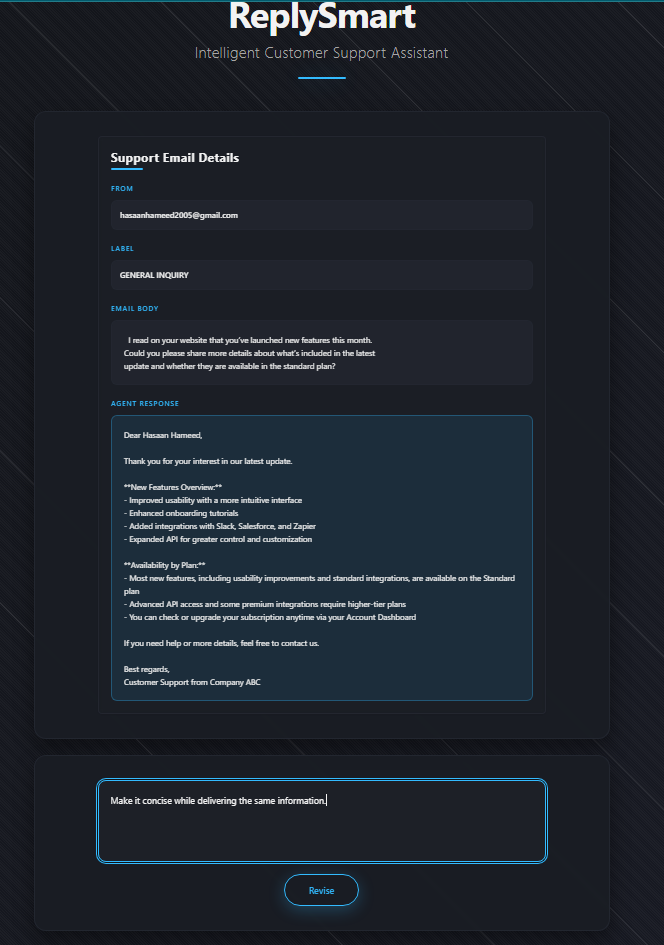 ReplySmart
Intelligent Customer Support Assistant
Support Email Details
FROM
hasaanhameed2005@gmail.com
LABEL
GENERAL INQUIRY
EMAIL BODY
I read on your website that you've launched new features this month.
Could you please share more details about what's included in the latest
update and whether they are available in the standard plan?
AGENT RESPONSE
Dear Hasaan Hameed,
Thank you for your interest in our latest update.
**New Features Overview:**
- Improved usability with a more intuitive interface
- Enhanced onboarding tutorials
- Added integrations with Slack, Salesforce, and Zapier
- Expanded API for greater control and customization
**Availability by Plan:**
- Most new features, including usability improvements and standard integrations, are available on the Standard
plan
- Advanced API access and some premium integrations require higher-tier plans
- You can check or upgrade your subscription anytime via your Account Dashboard
If you need help or more details, feel free to contact us.
Best regards,
Customer Support from Company ABC
Make it concise while delivering the same information.
Revise